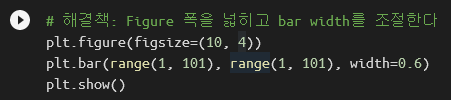 # 해결책: Figure 폭을 넓히고 bar width를 조절한다
plt.figure(figsize=(10, 4))
plt.bar(range(1, 101), range(1, 101), width=0.6)
plt.show()